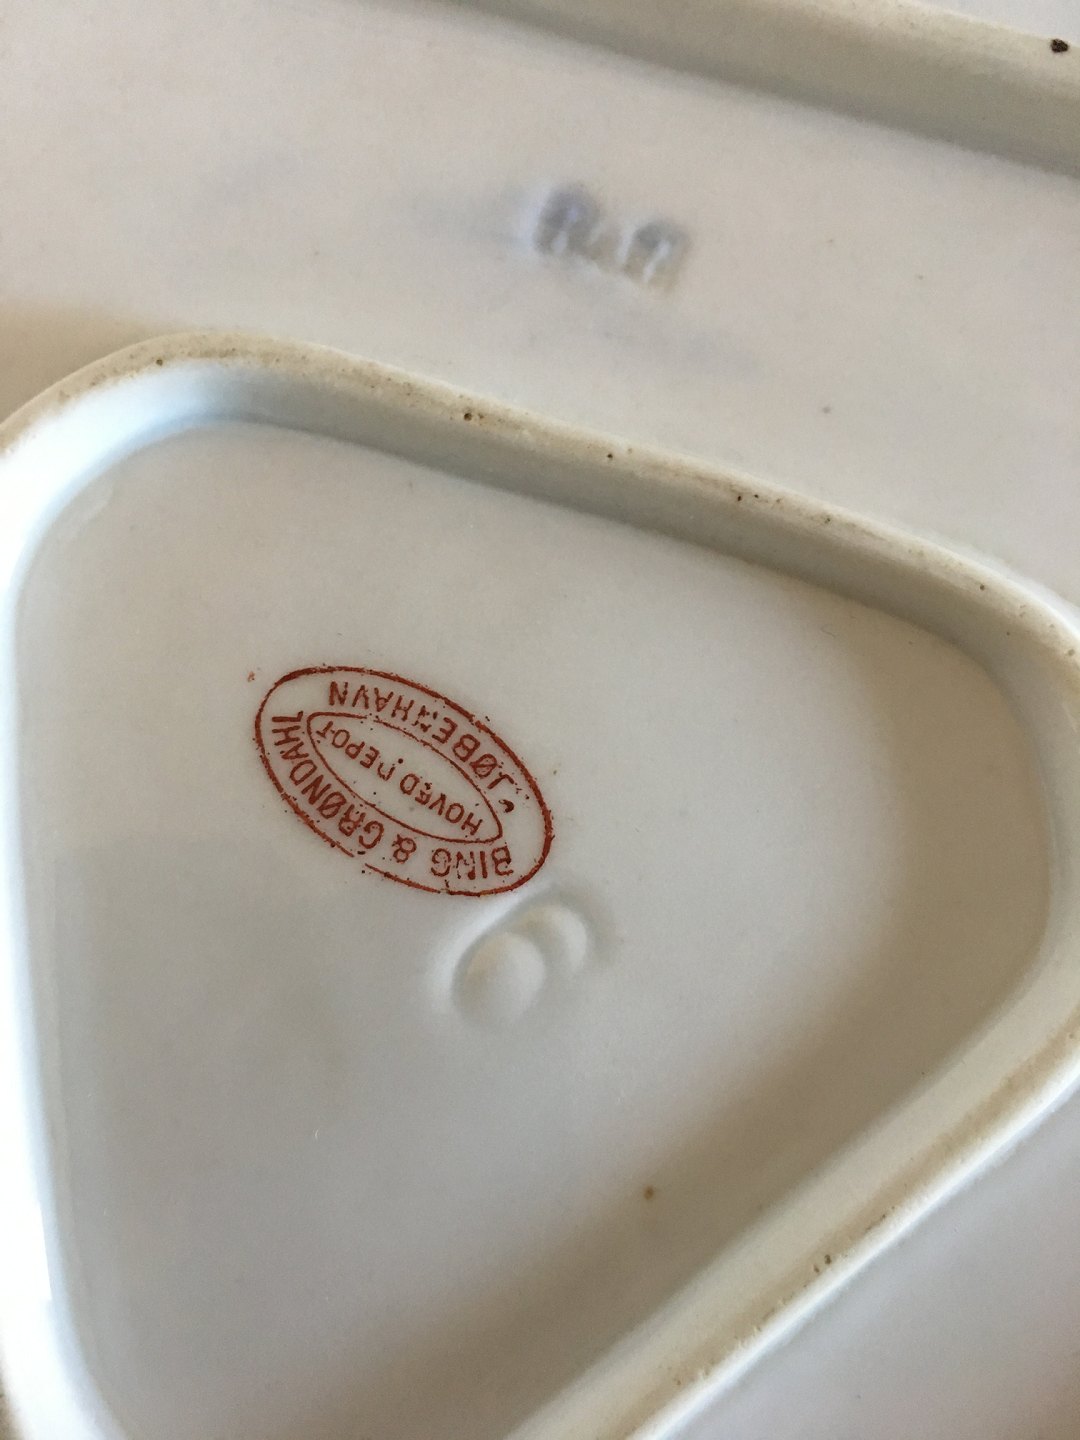 BING & GRØNDAHL
HOVED DEPOT
KJØBENHAVN